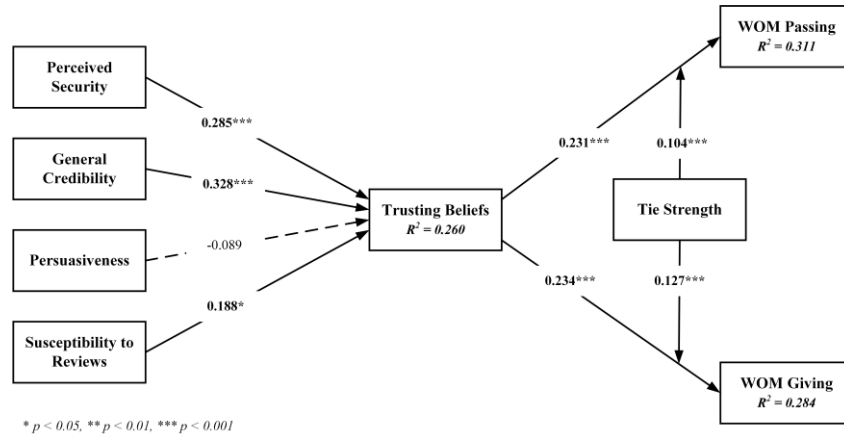 WOM Passing
R² = 0.311
Perceived
Security
0.285***
0.231***
0.104***
General
Credibility
0.328***
Trusting Beliefs
R² = 0.260
Tie Strength
Persuasiveness
-0.089
0.234***
0.127***
0.188*
Susceptibility to
Reviews
WOM Giving
R² = 0.284
* p < 0.05, ** p < 0.01, *** p < 0.001